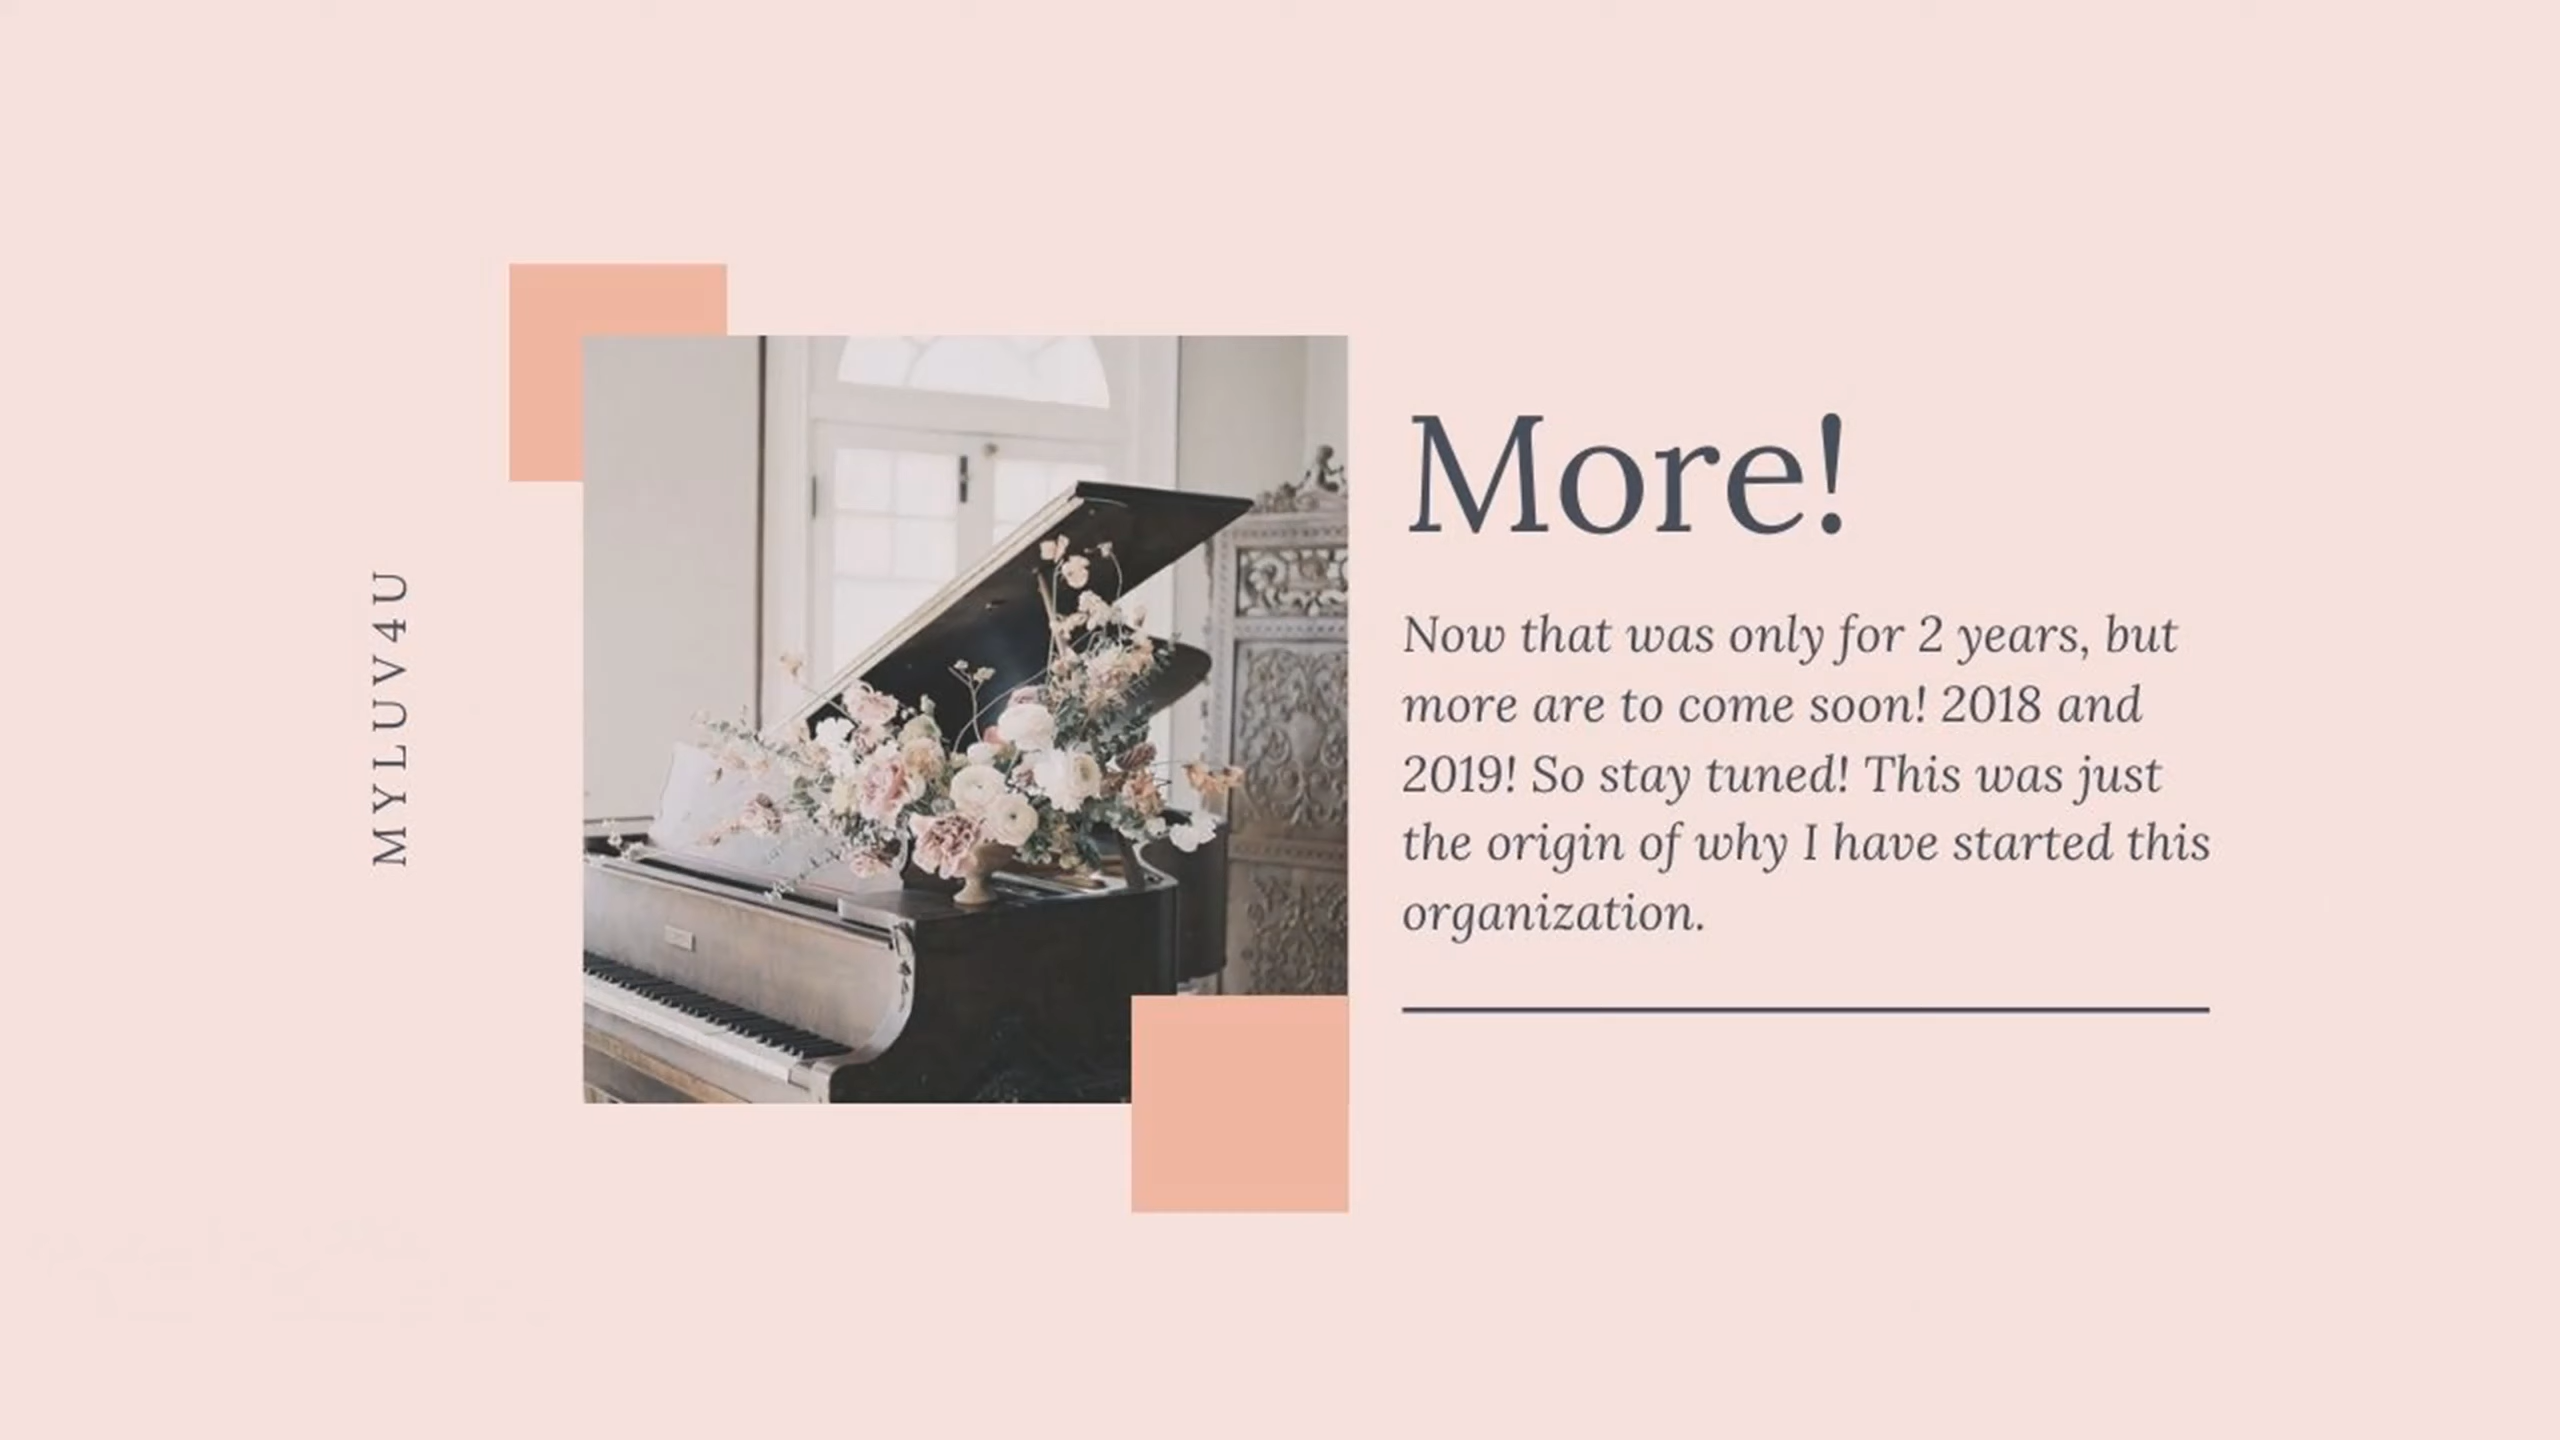 MYLUV4U
More!
Now that was only for 2 years, but
more are to come soon! 2018 and
2019! So stay tuned! This was just
the origin of why I have started this
organization.